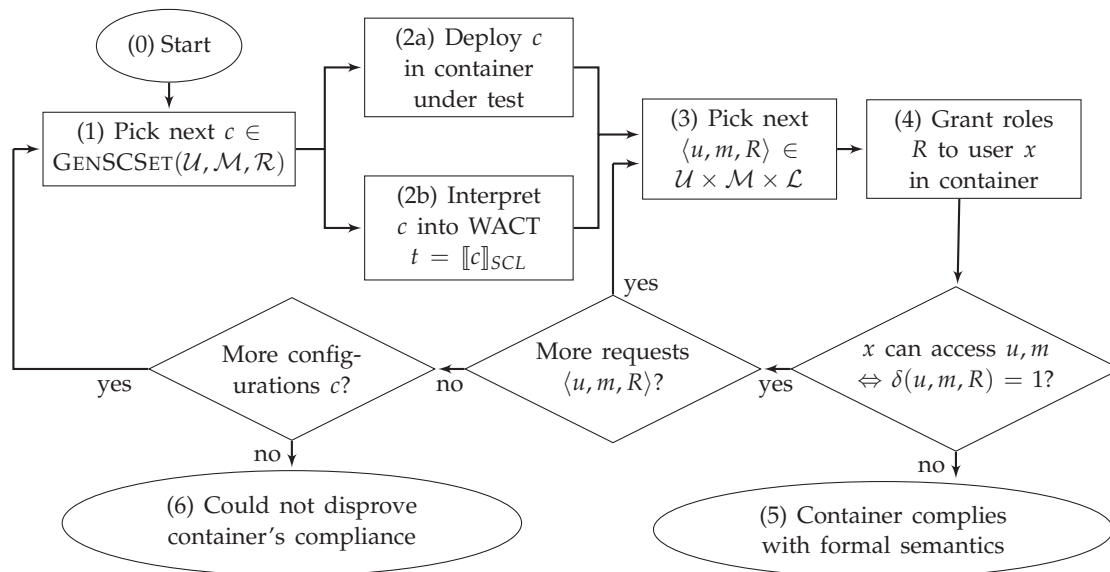 (0) Start
(1) Pick next c ∈
GENSCSET(𝒰, ℳ, ℛ)
(2a) Deploy c
in container
under test
(2b) Interpret
c into WACT
t = ⟦c⟧SCL
(3) Pick next
⟨u, m, R⟩ ∈
𝒰 × ℳ × ℒ
(4) Grant roles
R to user x
in container
x can access u, m
⇔ δ(u, m, R) = 1?
yes
no
More requests
⟨u, m, R⟩?
yes
no
More config-
urations c?
yes
no
(5) Container complies
with formal semantics
(6) Could not disprove
container's compliance